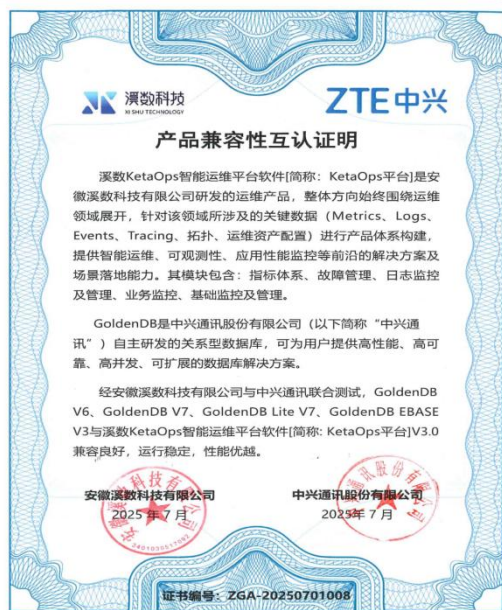 溪数科技
XI SHU TECHNOLOGY
ZTE中兴
产品兼容性互认证明
溪数KetaOps智能运维平台软件[简称：KetaOps平台]是安
徽溪数科技有限公司研发的运维产品，整体方向始终围绕运维
领域展开，针对该领域所涉及的关键数据（Metrics、Logs、
Events、Tracing、拓扑、运维资产配置）进行产品体系构建，
提供智能运维、可观测性、应用性能监控等前沿的解决方案及
场景落地能力。其模块包含：指标体系、故障管理、日志监控
及管理、业务监控、基础监控及管理。
GoldenDB是中兴通讯股份有限公司（以下简称“中兴通
讯”）自主研发的关系型数据库，可为用户提供高性能、高可
靠、高并发、可扩展的数据库解决方案。
经安徽溪数科技有限公司与中兴通讯联合测试，GoldenDB
V6、GoldenDB V7、GoldenDB Lite V7、GoldenDB EBASE
V3与溪数KetaOps智能运维平台软件[简称: KetaOps平台]V3.0
兼容良好，运行稳定，性能优越。
安徽溪数科技有限公司
2025 年 7 月
中兴通讯股份有限公司
2025年 7 月
证书编号：ZGA-20250701008